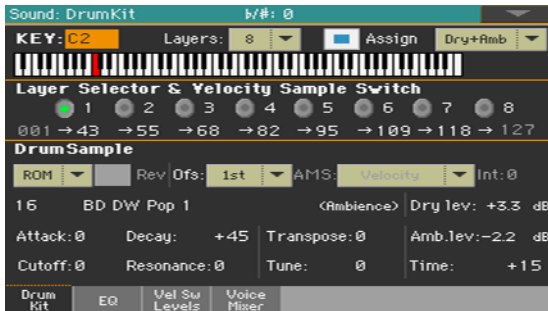 Sound: DrumKit b/#: 0
KEY: C2 Layers: 8 Assign Dry+Amb
Layer Selector & Velocity Sample Switch
1 2 3 4 5 6 7 8
001 →43 →55 →68 →82 →95 →109 →118 → 127
DrumSample
ROM Rev Ofs: 1st AMS: Velocity Int:0
16 BD DW Pop 1 (Ambience) Dry lev: +3.3 dB
Attack:0 Decay: +45 Transpose:0 Amb.lev:-2.2 dB
Cutoff:0 Resonance:0 Tune: 0 Time: +15
Drum Kit EQ Vel Sw Levels Voice Mixer